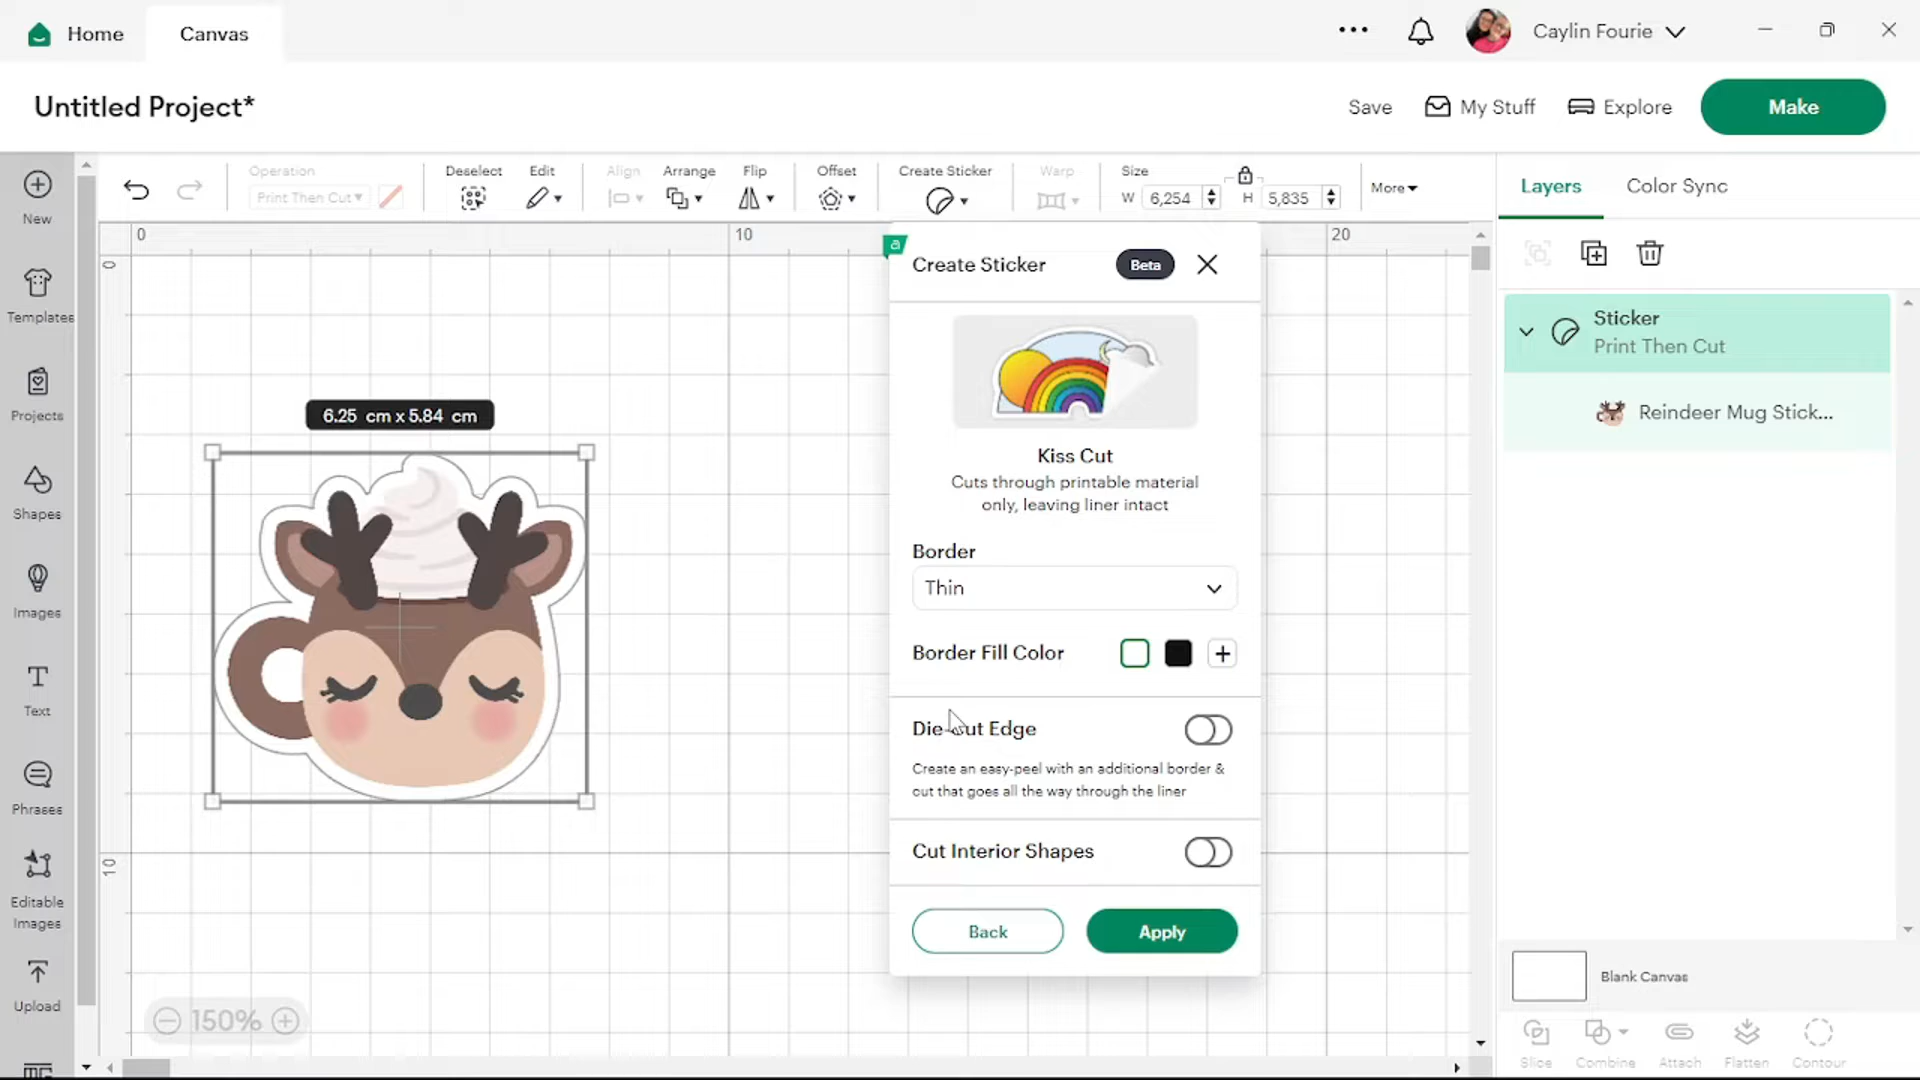 Home
Canvas
Caylin Fourie
Untitled Project*
Save
My Stuff
Explore
Make
New
Templates
Projects
Shapes
Images
Text
Phrases
Editable
Images
Upload
Operation
Print Then Cut
Deselect
Edit
Align
Arrange
Flip
Offset
Create Sticker
Warp
Size
W 6,254
H 5,835
More
0
10
20
0
10
6.25 cm x 5.84 cm
150%
a
Create Sticker
Beta
Kiss Cut
Cuts through printable material
only, leaving liner intact
Border
Thin
Border Fill Color
Die-Cut Edge
Create an easy-peel with an additional border &
cut that goes all the way through the liner
Cut Interior Shapes
Back
Apply
Layers
Color Sync
Sticker
Print Then Cut
Reindeer Mug Stick...
Blank Canvas
Slice
Combine
Attach
Flatten
Contour